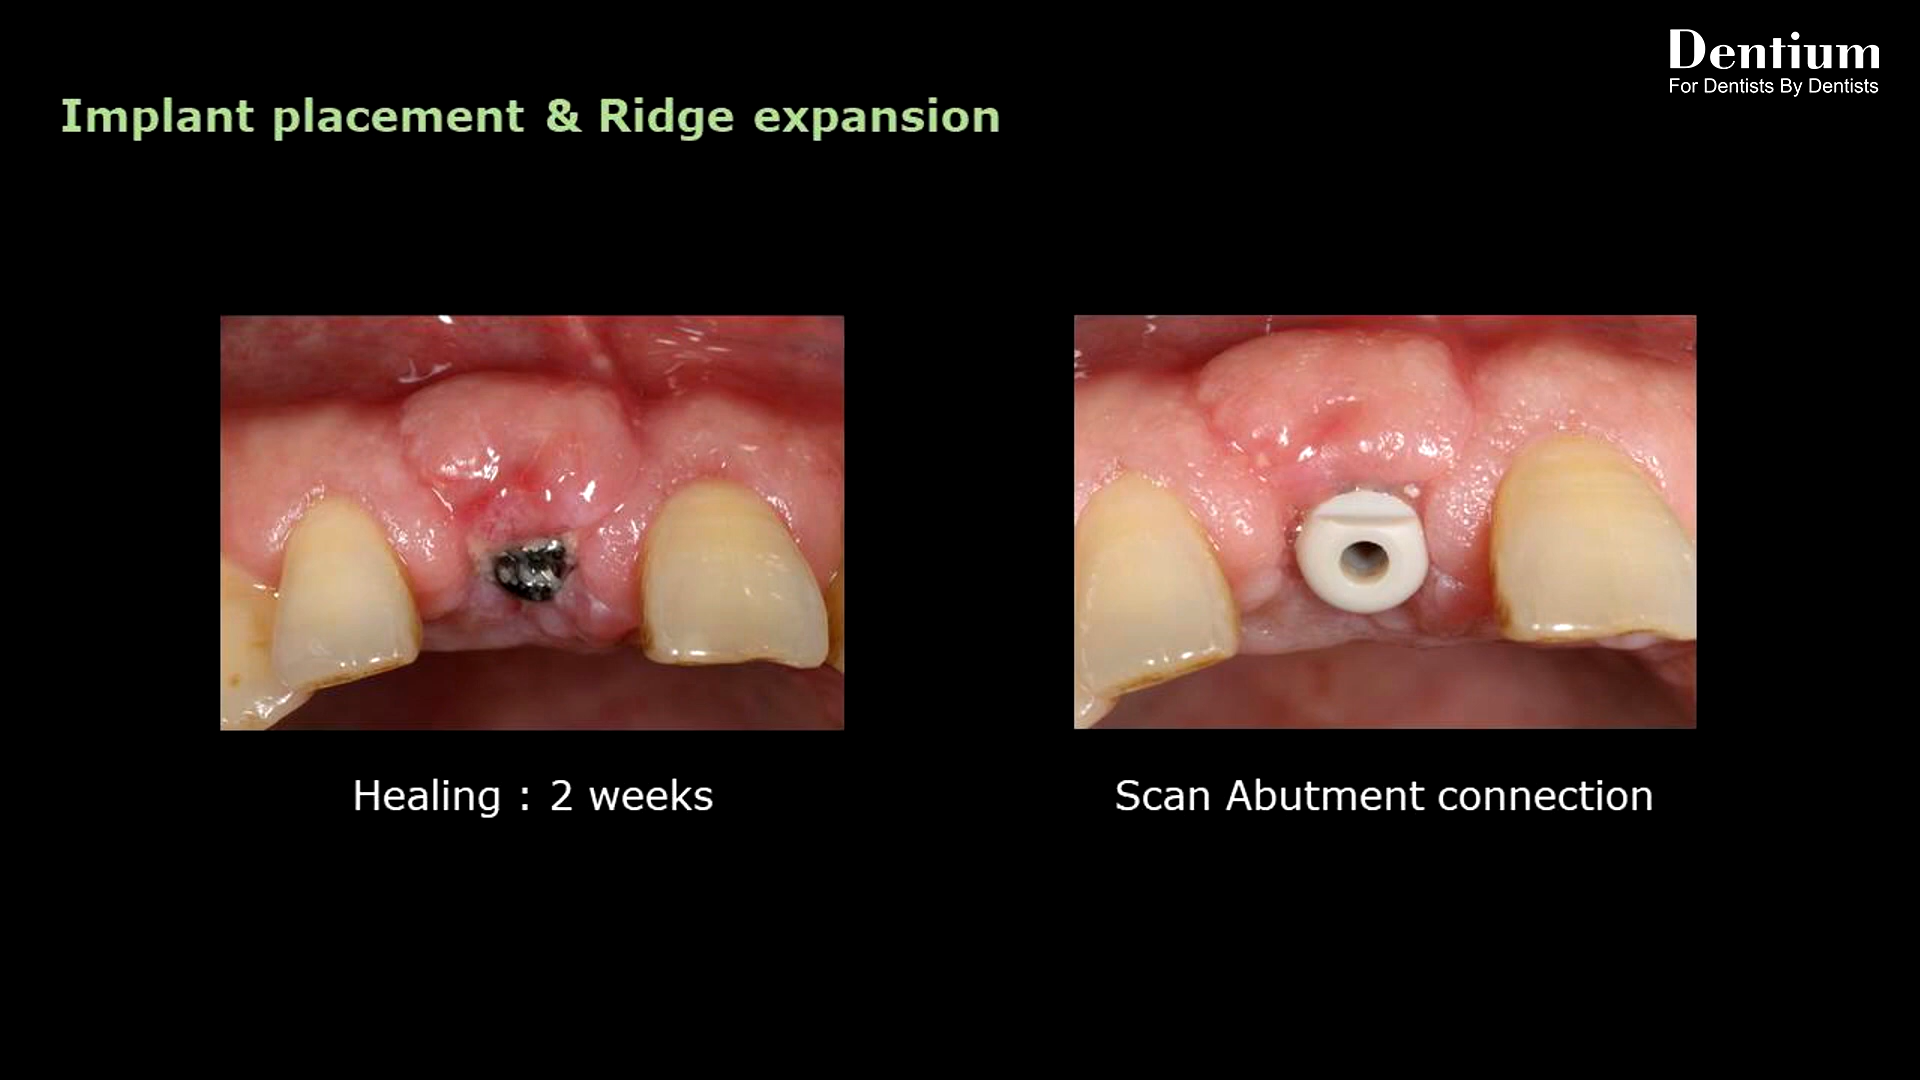 Dentium
For Dentists By Dentists
Implant placement & Ridge expansion
Healing : 2 weeks
Scan Abutment connection